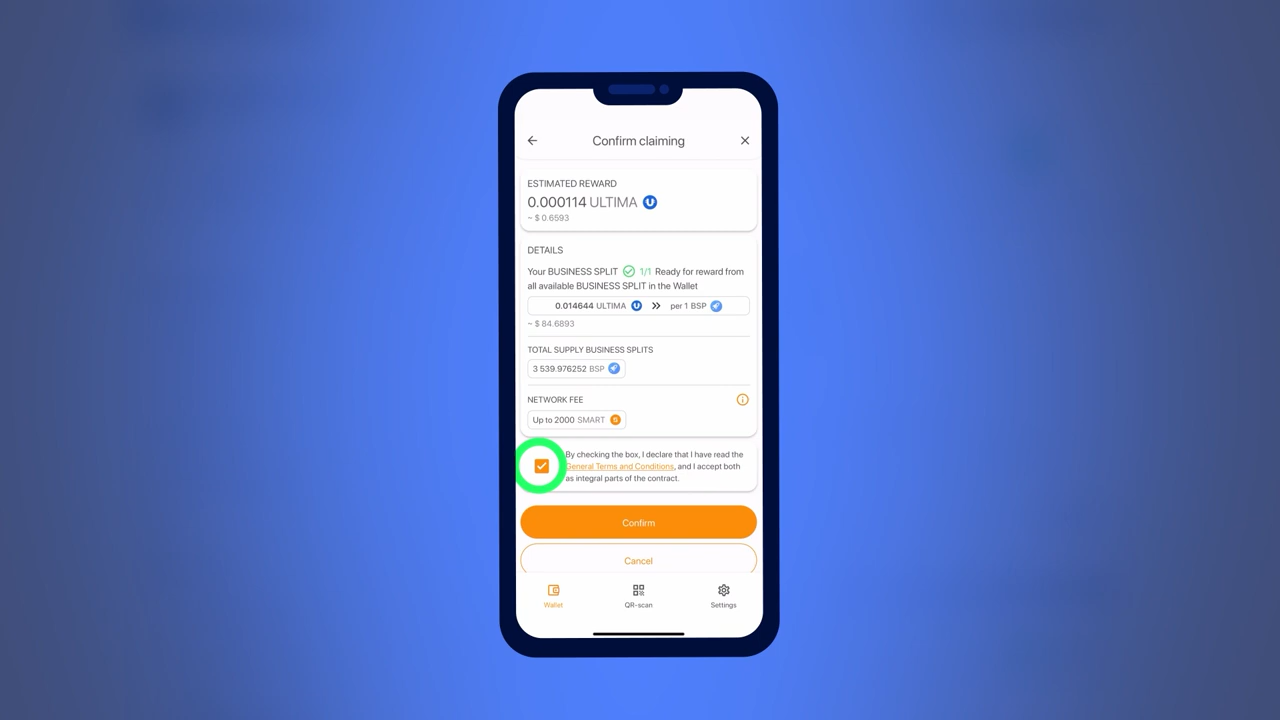 Confirm claiming
ESTIMATED REWARD
0.000114 ULTIMA
~ $ 0.6593
DETAILS
Your BUSINESS SPLIT 1/1 Ready for reward from
all available BUSINESS SPLIT in the Wallet
0.014644 ULTIMA per 1 BSP
~ $ 84.6893
TOTAL SUPPLY BUSINESS SPLITS
3 539.976252 BSP
NETWORK FEE
Up to 2000 SMART
By checking the box, I declare that I have read the
General Terms and Conditions, and I accept both
as integral parts of the contract.
Confirm
Cancel
Wallet QR-scan Settings